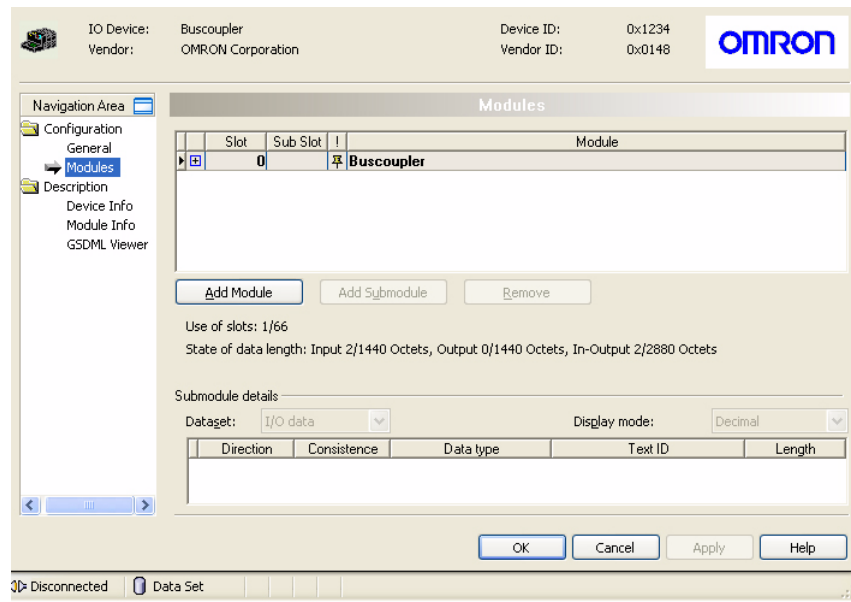 IO Device: Buscoupler Device ID: 0x1234
Vendor: OMRON Corporation Vendor ID: 0x0148
OMRON
Navigation Area
Modules
Configuration
General
Modules
Description
Device Info
Module Info
GSDML Viewer
Slot Sub Slot ! Module
0 Buscoupler
Add Module Add Submodule Remove
Use of slots: 1/66
State of data length: Input 2/1440 Octets, Output 0/1440 Octets, In-Output 2/2880 Octets
Submodule details
Dataset: I/O data Display mode: Decimal
Direction Consistence Data type Text ID Length
OK Cancel Apply Help
Disconnected Data Set